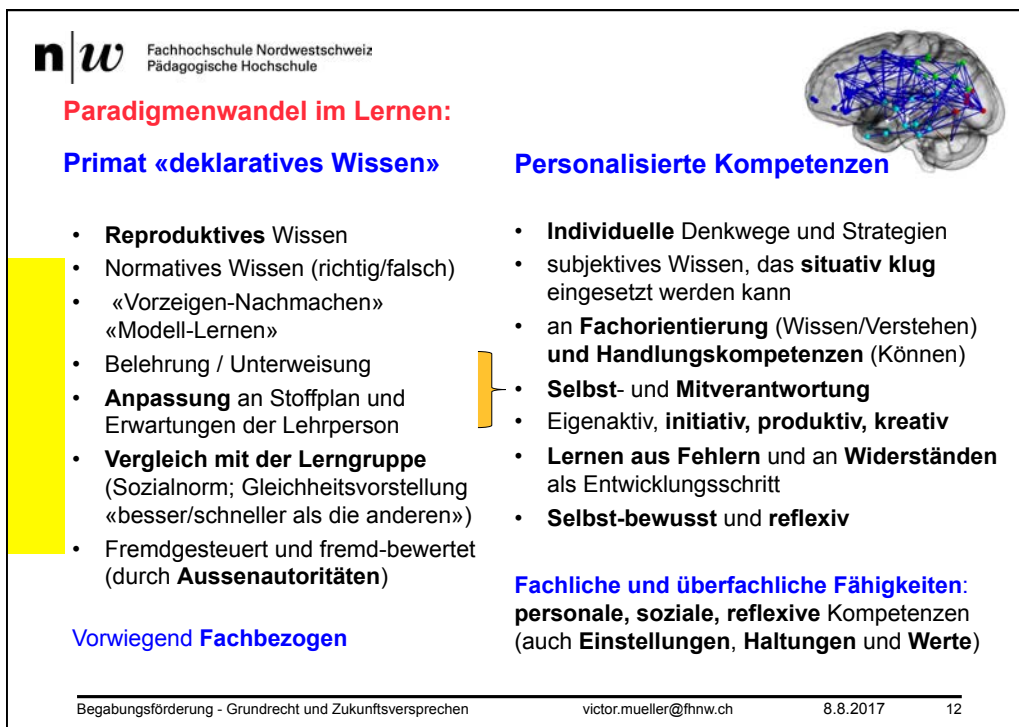 n|w Fachhochschule Nordwestschweiz
Pädagogische Hochschule
Paradigmenwandel im Lernen:
Primat «deklaratives Wissen»
• Reproduktives Wissen
• Normatives Wissen (richtig/falsch)
• «Vorzeigen-Nachmachen»
«Modell-Lernen»
• Belehrung / Unterweisung
• Anpassung an Stoffplan und
Erwartungen der Lehrperson
• Vergleich mit der Lerngruppe
(Sozialnorm; Gleichheitsvorstellung
«besser/schneller als die anderen»)
• Fremdgesteuert und fremd-bewertet
(durch Aussenautoritäten)
Vorwiegend Fachbezogen
Personalisierte Kompetenzen
• Individuelle Denkwege und Strategien
• subjektives Wissen, das situativ klug
eingesetzt werden kann
• an Fachorientierung (Wissen/Verstehen)
und Handlungskompetenzen (Können)
• Selbst- und Mitverantwortung
• Eigenaktiv, initiativ, produktiv, kreativ
• Lernen aus Fehlern und an Widerständen
als Entwicklungsschritt
• Selbst-bewusst und reflexiv
Fachliche und überfachliche Fähigkeiten:
personale, soziale, reflexive Kompetenzen
(auch Einstellungen, Haltungen und Werte)
Begabungsförderung - Grundrecht und Zukunftsversprechen victor.mueller@fhnw.ch 8.8.2017 12